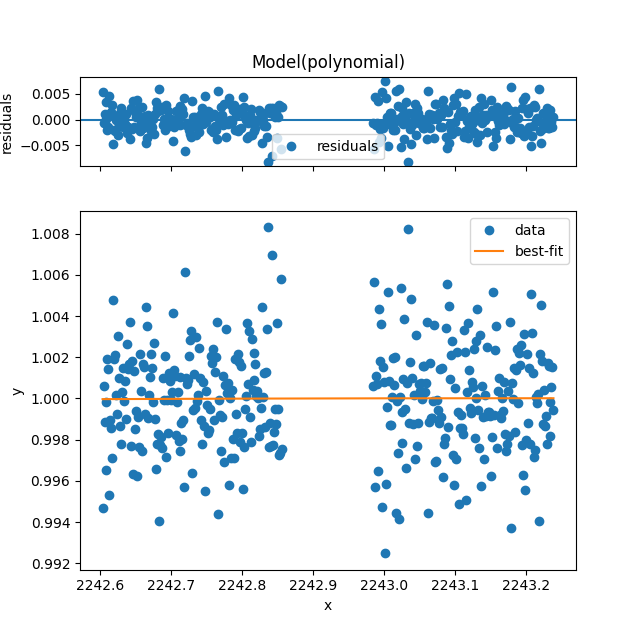 Model(polynomial)
residuals
0.005
0.000
−0.005
residuals
y
1.008
1.006
1.004
1.002
1.000
0.998
0.996
0.994
0.992
data
best-fit
2242.6 2242.7 2242.8 2242.9 2243.0 2243.1 2243.2
x